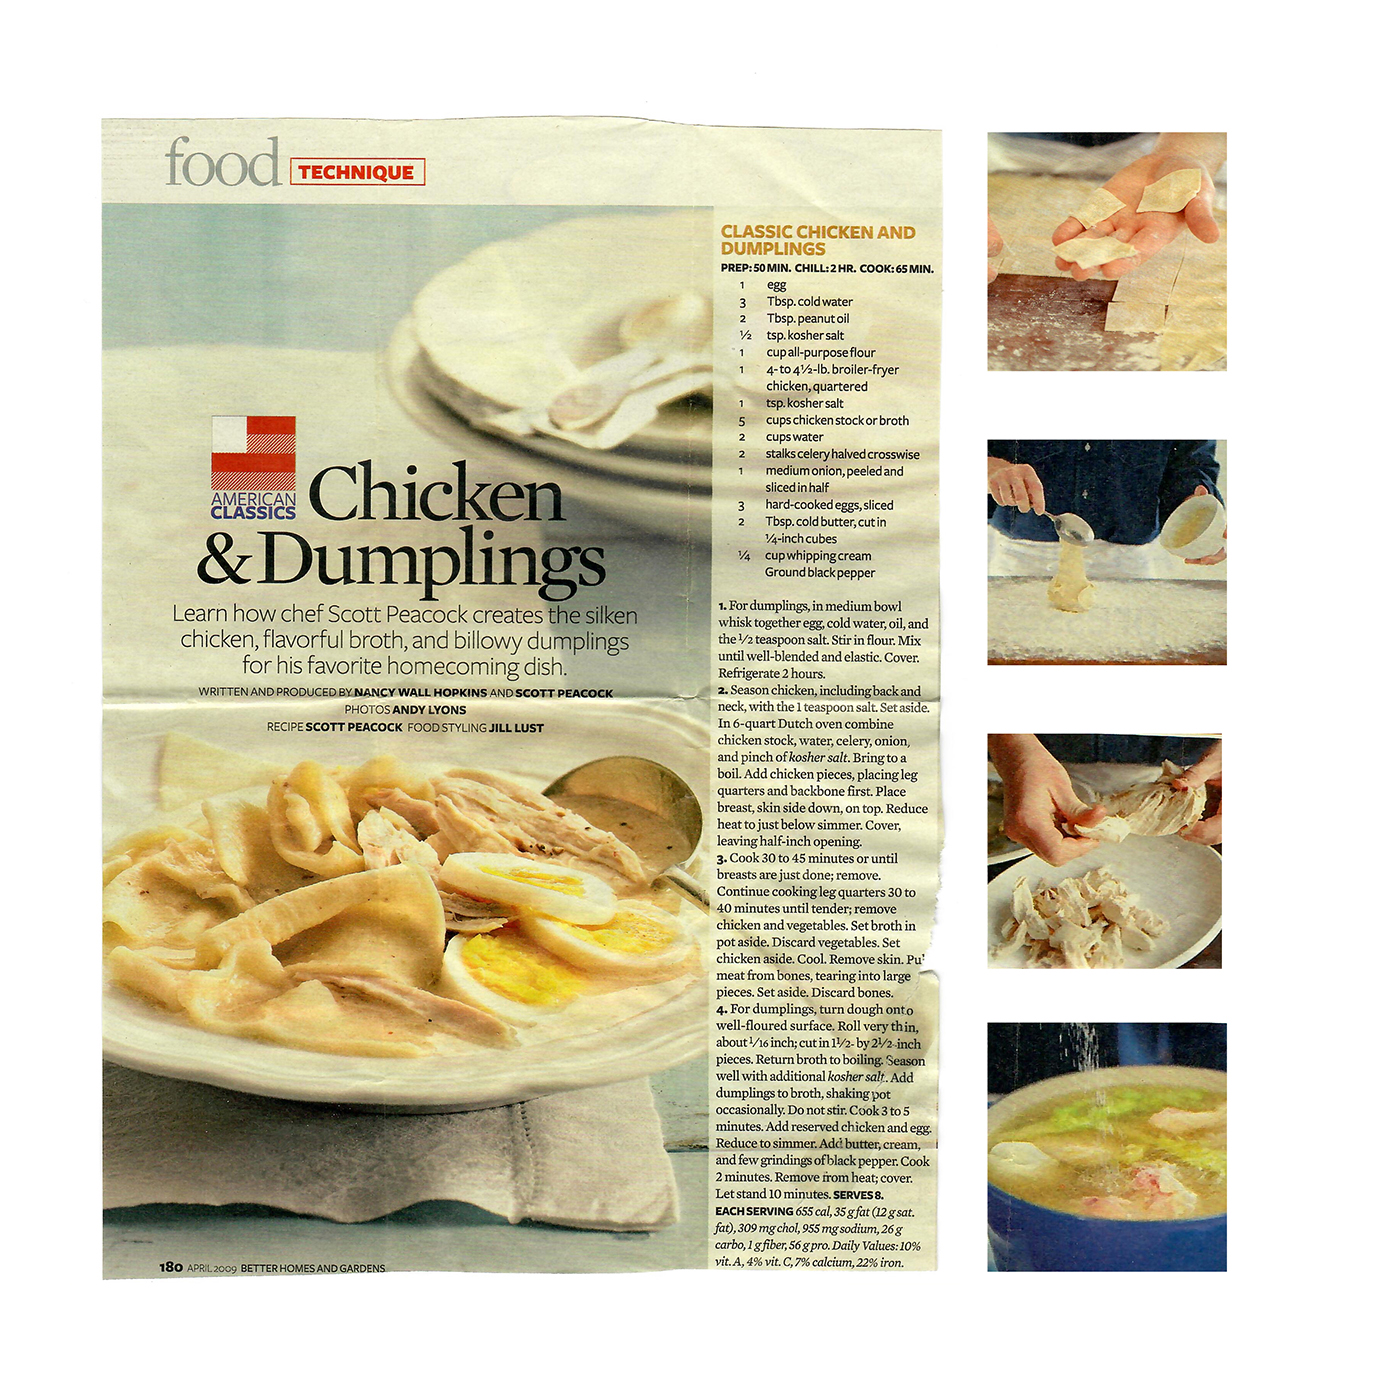 food TECHNIQUE
AMERICAN
CLASSICS
Chicken
& Dumplings
Learn how chef Scott Peacock creates the silken
chicken, flavorful broth, and billowy dumplings
for his favorite homecoming dish.
WRITTEN AND PRODUCED BY NANCY WALL HOPKINS AND SCOTT PEACOCK
PHOTOS ANDY LYONS
RECIPE SCOTT PEACOCK FOOD STYLING JILL LUST
CLASSIC CHICKEN AND
DUMPLINGS
PREP: 50 MIN. CHILL: 2 HR. COOK: 65 MIN.
1 egg
3 Tbsp. cold water
2 Tbsp. peanut oil
½ tsp. kosher salt
1 cup all-purpose flour
1 4- to 4½-lb. broiler-fryer
chicken, quartered
1 tsp. kosher salt
5 cups chicken stock or broth
2 cups water
2 stalks celery halved crosswise
1 medium onion, peeled and
sliced in half
3 hard-cooked eggs, sliced
2 Tbsp. cold butter, cut in
¼-inch cubes
¼ cup whipping cream
Ground black pepper
1. For dumplings, in medium bowl
whisk together egg, cold water, oil, and
the ½ teaspoon salt. Stir in flour. Mix
until well-blended and elastic. Cover.
Refrigerate 2 hours.
2. Season chicken, including back and
neck, with the 1 teaspoon salt. Set aside.
In 6-quart Dutch oven combine
chicken stock, water, celery, onion,
and pinch of kosher salt. Bring to a
boil. Add chicken pieces, placing leg
quarters and backbone first. Place
breast, skin side down, on top. Reduce
heat to just below simmer. Cover,
leaving half-inch opening.
3. Cook 30 to 45 minutes or until
breasts are just done; remove.
Continue cooking leg quarters 30 to
40 minutes until tender; remove
chicken and vegetables. Set broth in
pot aside. Discard vegetables. Set
chicken aside. Cool. Remove skin. Pu
meat from bones, tearing into large
pieces. Set aside. Discard bones.
4. For dumplings, turn dough onto
well-floured surface. Roll very thin,
about 1/16 inch; cut in 1½- by 2½-inch
pieces. Return broth to boiling. Season
well with additional kosher salt. Add
dumplings to broth, shaking pot
occasionally. Do not stir. Cook 3 to 5
minutes. Add reserved chicken and egg.
Reduce to simmer. Add butter, cream,
and few grindings of black pepper. Cook
2 minutes. Remove from heat; cover.
Let stand 10 minutes. SERVES 8.
EACH SERVING 655 cal, 35 g fat (12 g sat.
fat), 309 mg chol, 955 mg sodium, 26 g
carbo, 1 g fiber, 56 g pro. Daily Values: 10%
vit. A, 4% vit. C, 7% calcium, 22% iron.
180 APRIL 2009 BETTER HOMES AND GARDENS